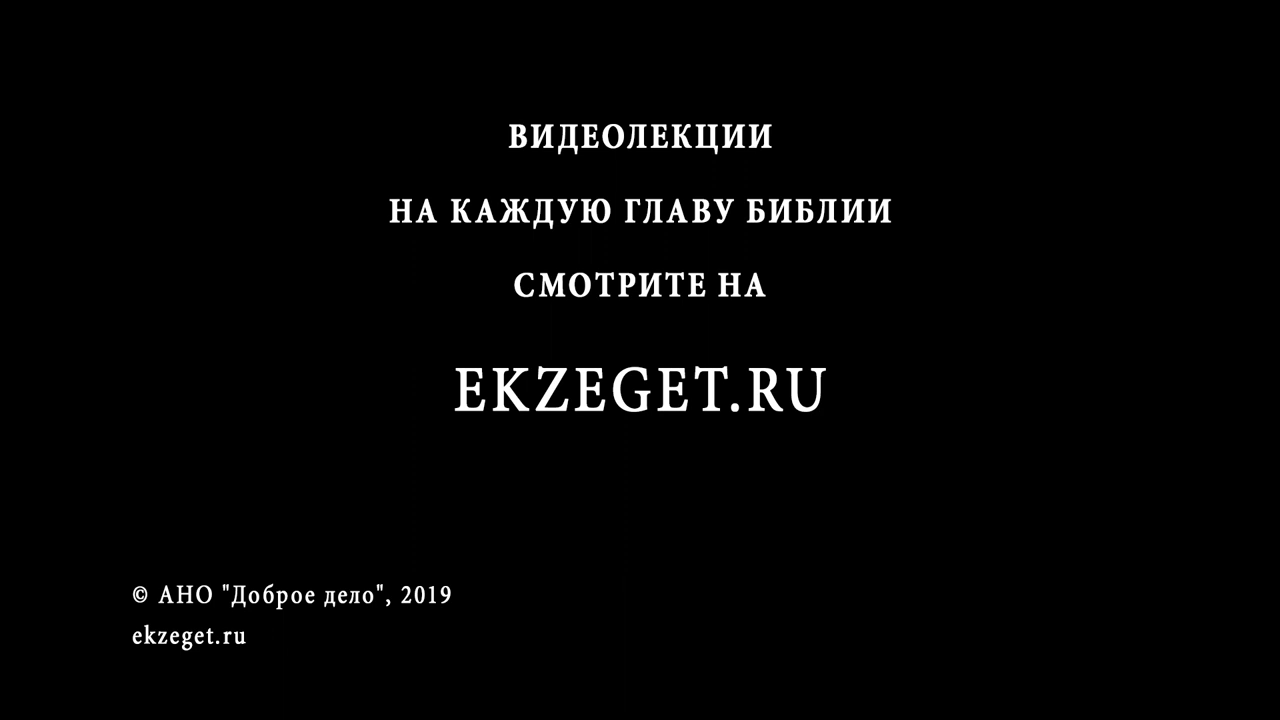 ВИДЕОЛЕКЦИИ
НА КАЖДУЮ ГЛАВУ БИБЛИИ
СМОТРИТЕ НА
EKZEGET.RU
© АНО "Доброе дело", 2019
ekzeget.ru